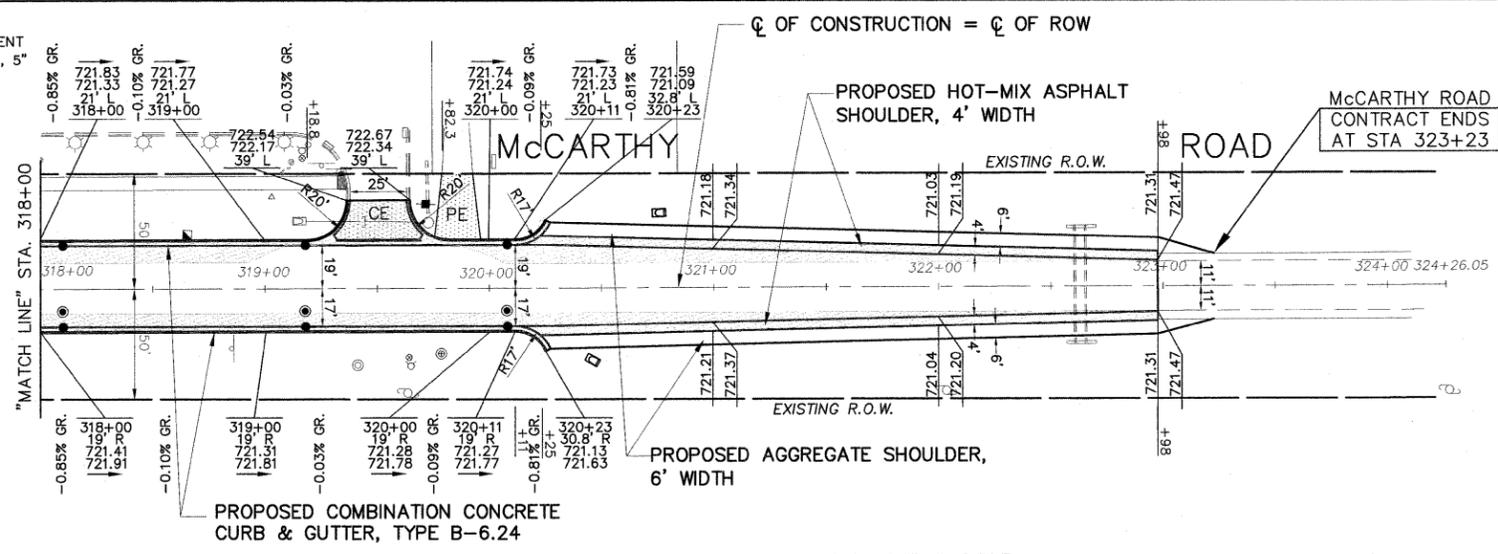 ENT
, 5"
℄ OF CONSTRUCTION = ℄ OF ROW
-0.85% GR.
721.83
721.33
21' L
318+00
-0.10% GR.
721.77
721.27
21' L
319+00
-0.03% GR.
+18.8
722.54
722.17
39' L
722.67
722.34
39' L
+82.3
721.74
721.24
21' L
320+00
-0.09% GR.
+25
721.73
721.23
21' L
320+11
-0.81% GR.
721.59
721.09
32.8' L
320+23
PROPOSED HOT-MIX ASPHALT
SHOULDER, 4' WIDTH
McCARTHY ROAD
CONTRACT ENDS
AT STA 323+23
McCARTHY
ROAD
EXISTING R.O.W.
+98
25'
R20'
R20'
CE
PE
R17'
721.18
721.34
721.03
721.19
721.31
721.47
4'
6'
"MATCH LINE" STA. 318+00
50'
50'
318+00
319+00
320+00
321+00
322+00
323+00
324+00
324+26.05
19'
17'
19'
17'
11'
11'
R17'
721.21
721.37
721.04
721.20
721.31
721.47
4'
6'
EXISTING R.O.W.
+98
-0.85% GR.
318+00
19' R
721.41
721.91
-0.10% GR.
319+00
19' R
721.31
721.81
-0.03% GR.
320+00
19' R
721.28
721.78
-0.09% GR.
320+11
19' R
721.27
721.77
+11
-0.81% GR.
+25
320+23
30.8' R
721.13
721.63
PROPOSED AGGREGATE SHOULDER,
6' WIDTH
PROPOSED COMBINATION CONCRETE
CURB & GUTTER, TYPE B-6.24